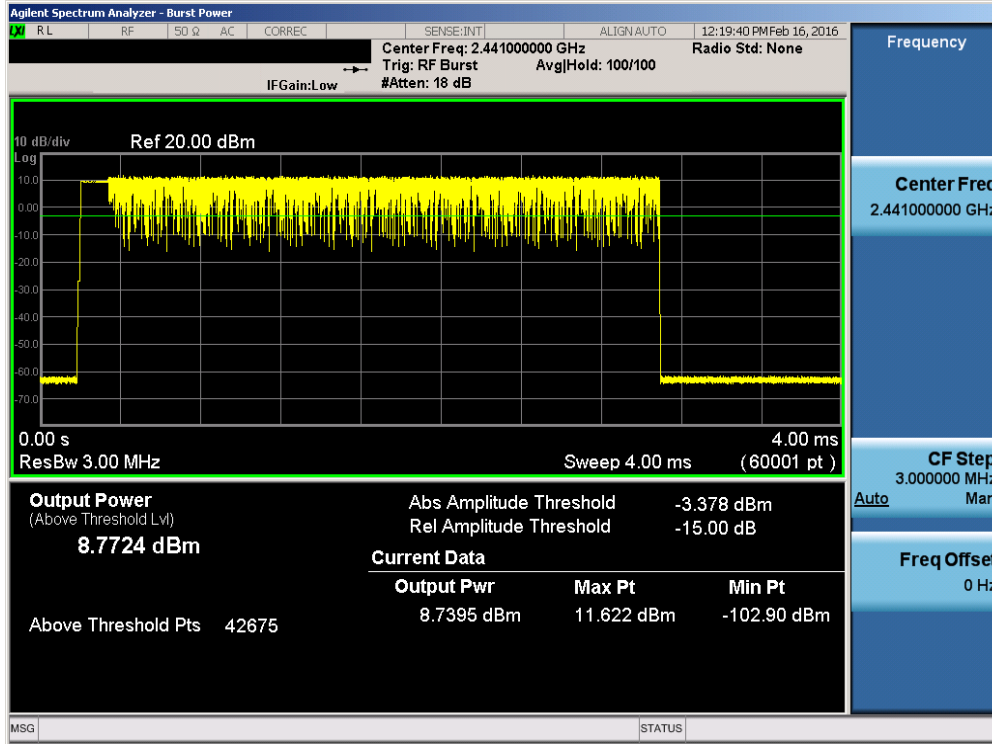 Agilent Spectrum Analyzer - Burst Power
LXI RL RF 50 Ω AC CORREC SENSE:INT ALIGN AUTO 12:19:40 PM Feb 16, 2016
Center Freq: 2.441000000 GHz Radio Std: None
Trig: RF Burst Avg|Hold: 100/100
IFGain:Low #Atten: 18 dB
Frequency
10 dB/div Ref 20.00 dBm
Log
10.0
0.00
-10.0
-20.0
-30.0
-40.0
-50.0
-60.0
-70.0
0.00 s 4.00 ms
ResBw 3.00 MHz Sweep 4.00 ms (60001 pt)
Center Freq
2.441000000 GHz
CF Step
3.000000 MHz
Auto Man
Freq Offset
0 Hz
Output Power
(Above Threshold Lvl)
8.7724 dBm
Above Threshold Pts 42675
Abs Amplitude Threshold -3.378 dBm
Rel Amplitude Threshold -15.00 dB
Current Data
Output Pwr Max Pt Min Pt
8.7395 dBm 11.622 dBm -102.90 dBm
MSG STATUS